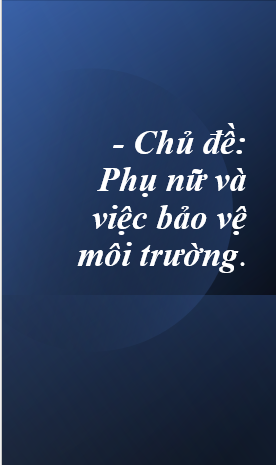 - Chủ đề:
Phụ nữ và
việc bảo vệ
môi trường.